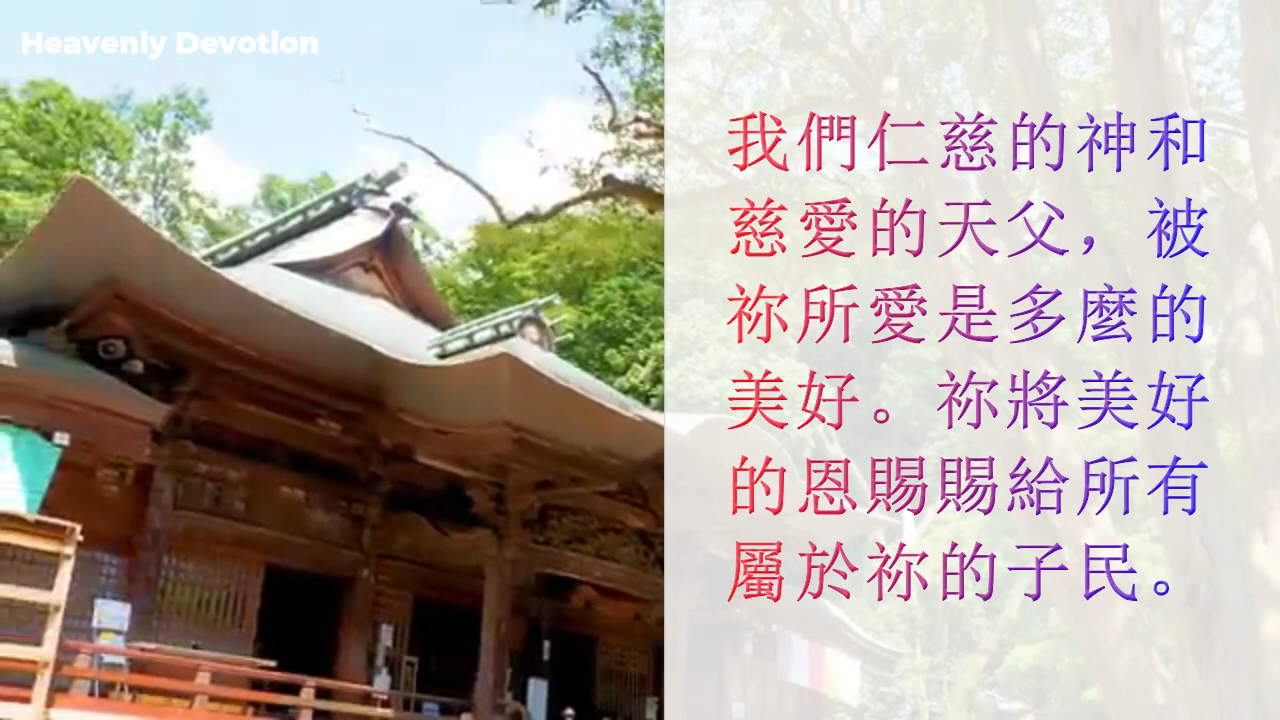 Heavenly Devotion
我們仁慈的神和
慈愛的天父，被
祢所愛是多麼的
美好。祢將美好
的恩賜賜給所有
屬於祢的子民。